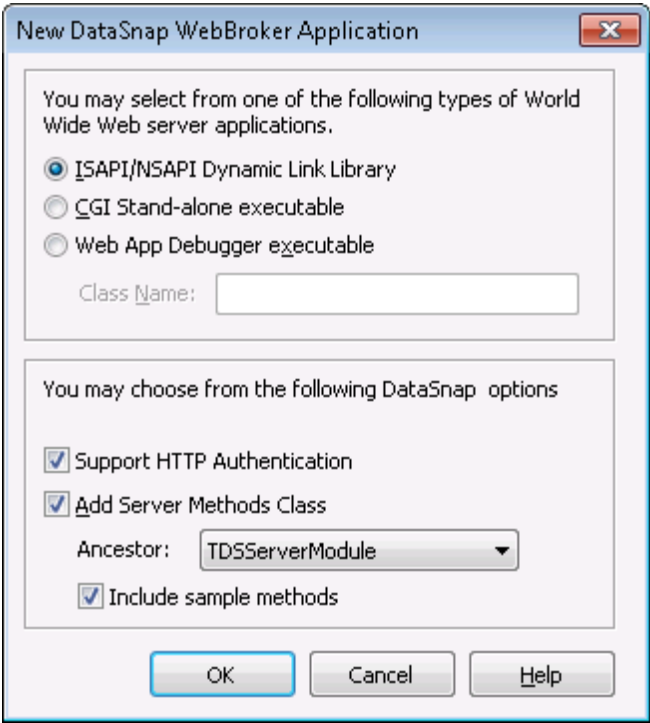 New DataSnap WebBroker Application
You may select from one of the following types of World
Wide Web server applications.
ISAPI/NSAPI Dynamic Link Library
CGI Stand-alone executable
Web App Debugger executable
Class Name:
You may choose from the following DataSnap  options
Support HTTP Authentication
Add Server Methods Class
Ancestor: TDSServerModule
Include sample methods
OK Cancel Help